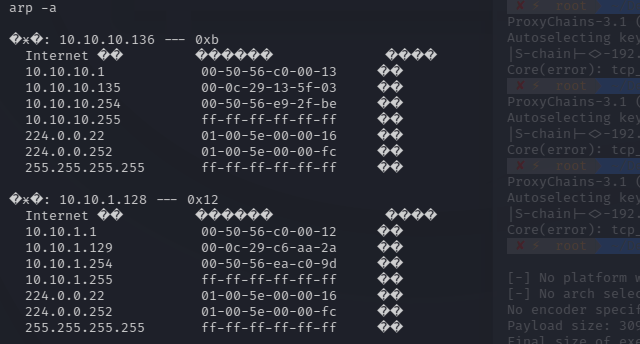 arp -a
�x�: 10.10.10.136 --- 0xb
Internet �� ������ ����
10.10.10.1 00-50-56-c0-00-13 ��
10.10.10.135 00-0c-29-13-5f-03 ��
10.10.10.254 00-50-56-e9-2f-be ��
10.10.10.255 ff-ff-ff-ff-ff-ff ��
224.0.0.22 01-00-5e-00-00-16 ��
224.0.0.252 01-00-5e-00-00-fc ��
255.255.255.255 ff-ff-ff-ff-ff-ff ��
�x�: 10.10.1.128 --- 0x12
Internet �� ������ ����
10.10.1.1 00-50-56-c0-00-12 ��
10.10.1.129 00-0c-29-c6-aa-2a ��
10.10.1.254 00-50-56-ea-c0-9d ��
10.10.1.255 ff-ff-ff-ff-ff-ff ��
224.0.0.22 01-00-5e-00-00-16 ��
224.0.0.252 01-00-5e-00-00-fc ��
255.255.255.255 ff-ff-ff-ff-ff-ff ��
root
ProxyChains-3.1 (
Autoselecting key
|S-chain|-<>-192.
Core(error): tcp_
root
ProxyChains-3.1 (
Autoselecting key
|S-chain|-<>-192.
Core(error): tcp_
root
ProxyChains-3.1 (
Autoselecting key
|S-chain|-<>-192.
Core(error): tcp_
root
[-] No platform w
[-] No arch selec
No encoder specif
Payload size: 309
Final size of exe